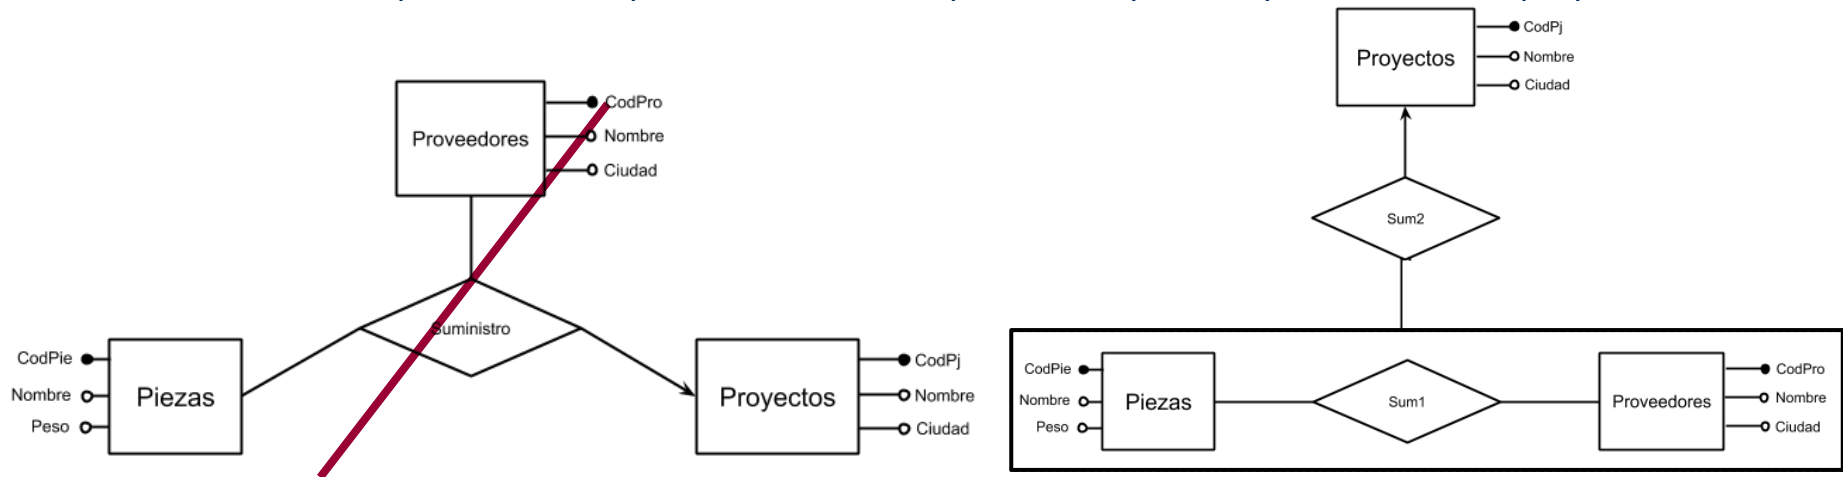 CodPro
Proveedores
Nombre
Ciudad
Suministro
CodPie
Nombre
Piezas
Peso
CodPj
Proyectos
Nombre
Ciudad
CodPj
Proyectos
Nombre
Ciudad
Sum2
CodPie
Nombre
Piezas
Peso
Sum1
CodPro
Proveedores
Nombre
Ciudad